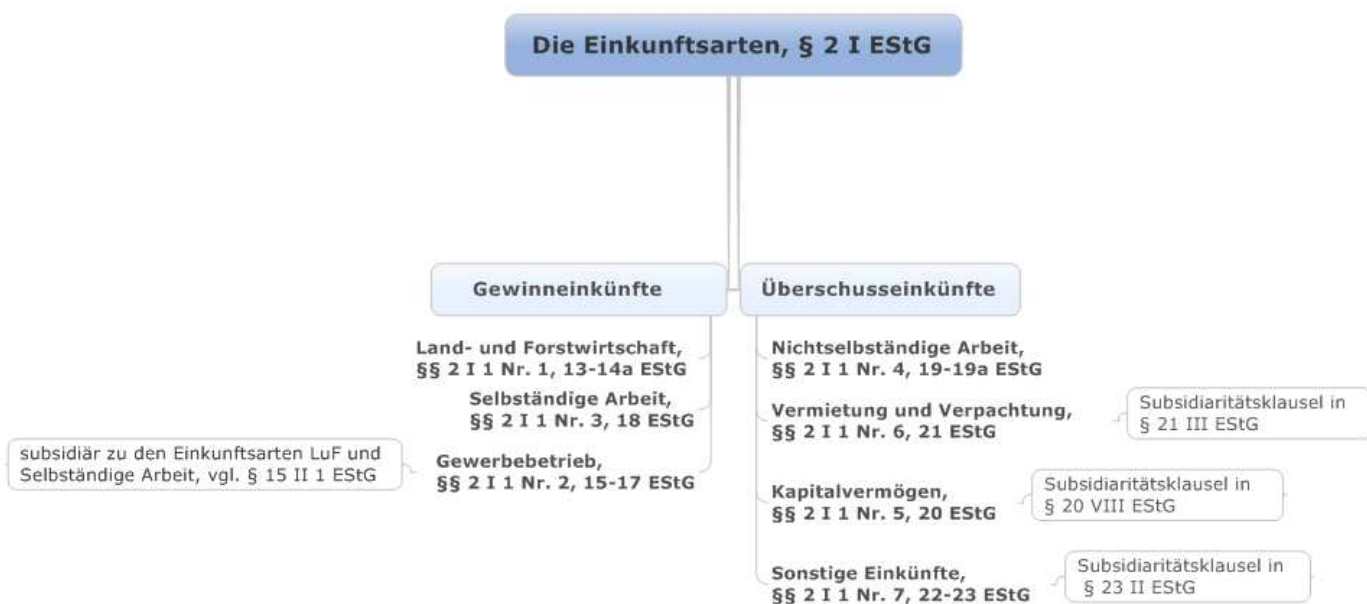 Die Einkunftsarten, § 2 I EStG
Gewinneinkünfte
Land- und Forstwirtschaft,
§§ 2 I 1 Nr. 1, 13-14a EStG
Selbständige Arbeit,
§§ 2 I 1 Nr. 3, 18 EStG
Gewerbebetrieb,
§§ 2 I 1 Nr. 2, 15-17 EStG
subsidiär zu den Einkunftsarten LuF und
Selbständige Arbeit, vgl. § 15 II 1 EStG
Überschusseinkünfte
Nichtselbständige Arbeit,
§§ 2 I 1 Nr. 4, 19-19a EStG
Vermietung und Verpachtung,
§§ 2 I 1 Nr. 6, 21 EStG
Subsidiaritätsklausel in
§ 21 III EStG
Kapitalvermögen,
§§ 2 I 1 Nr. 5, 20 EStG
Subsidiaritätsklausel in
§ 20 VIII EStG
Sonstige Einkünfte,
§§ 2 I 1 Nr. 7, 22-23 EStG
Subsidiaritätsklausel in
§ 23 II EStG